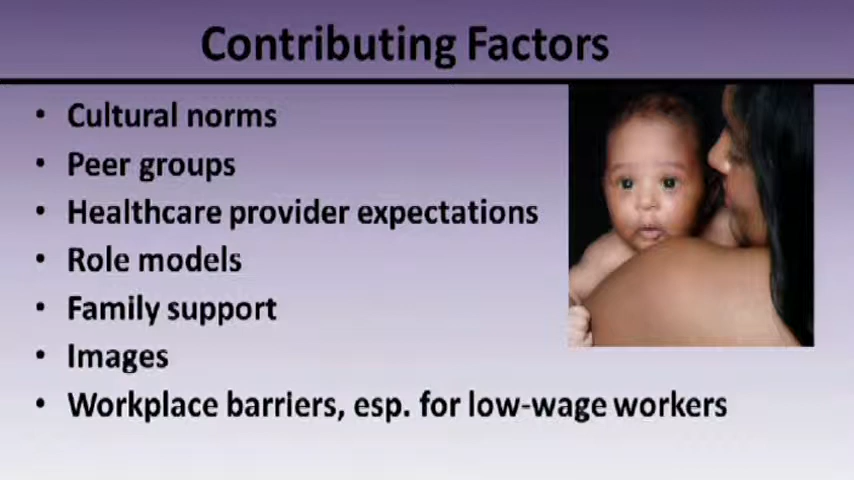 Contributing Factors
• Cultural norms
• Peer groups
• Healthcare provider expectations
• Role models
• Family support
• Images
• Workplace barriers, esp. for low-wage workers